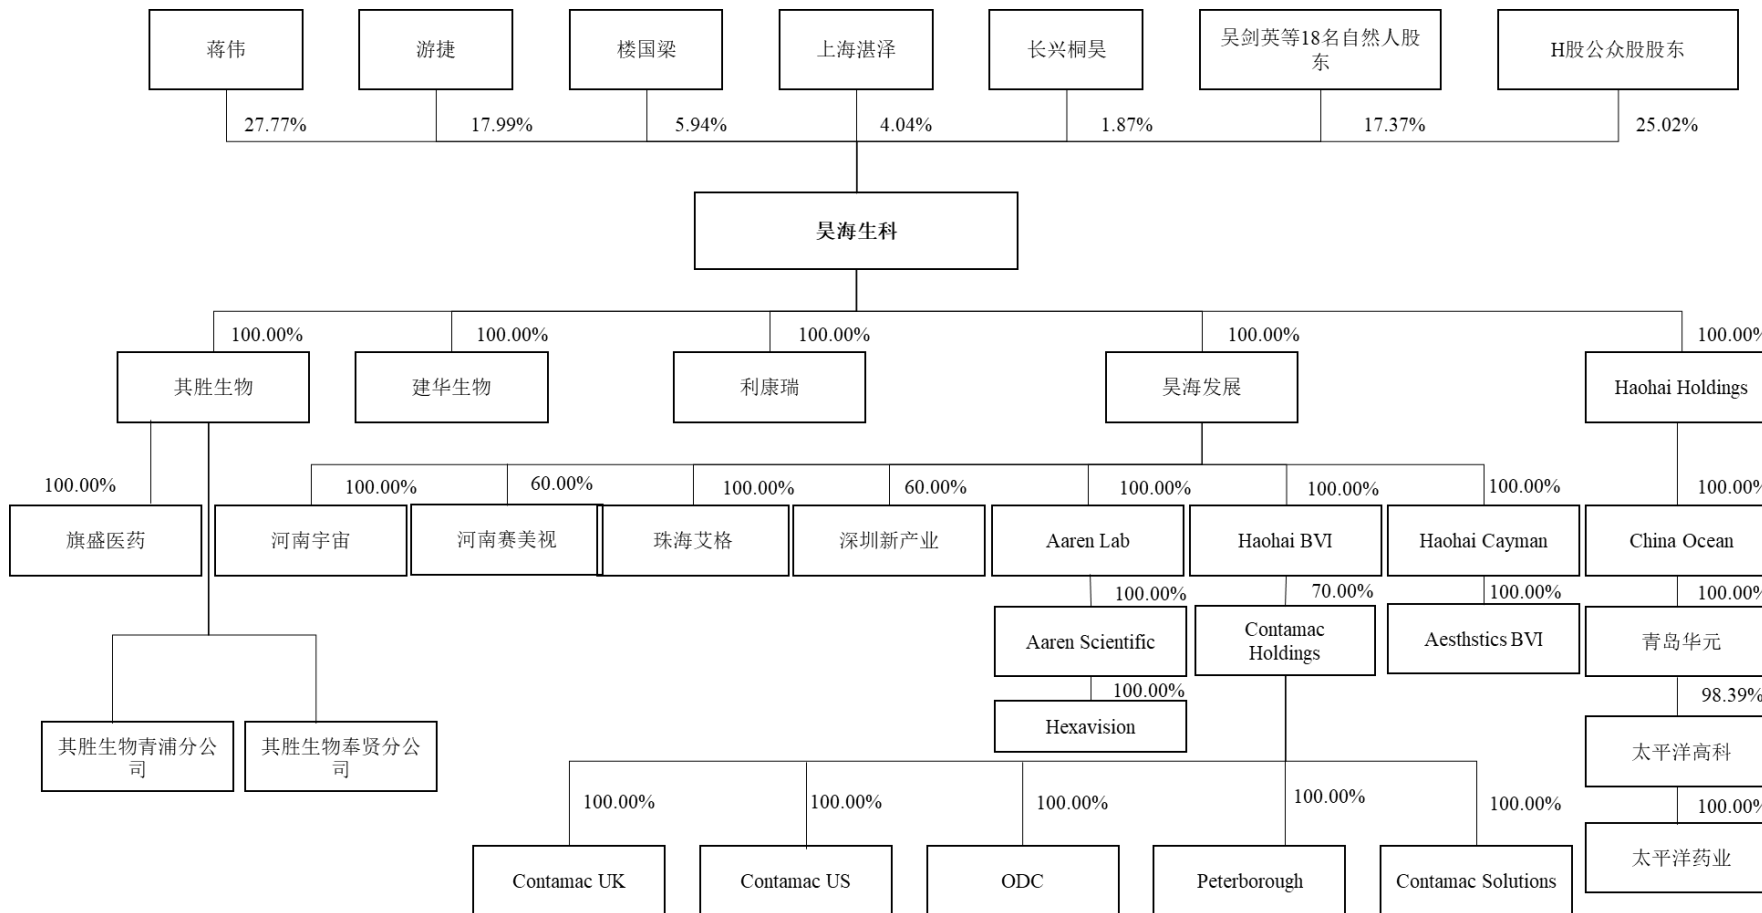 蒋伟
游捷
楼国梁
上海湛泽
长兴桐昊
吴剑英等18名自然人股
东
H股公众股股东
27.77%
17.99%
5.94%
4.04%
1.87%
17.37%
25.02%
昊海生科
100.00%
100.00%
100.00%
100.00%
100.00%
其胜生物
建华生物
利康瑞
昊海发展
Haohai Holdings
100.00%
100.00%
60.00%
100.00%
60.00%
100.00%
100.00%
100.00%
100.00%
旗盛医药
河南宇宙
河南赛美视
珠海艾格
深圳新产业
Aaren Lab
Haohai BVI
Haohai Cayman
China Ocean
100.00%
70.00%
100.00%
100.00%
Aaren Scientific
Contamac
Holdings
Aesthstics BVI
青岛华元
100.00%
98.39%
Hexavision
其胜生物青浦分公
司
其胜生物奉贤分公
司
太平洋高科
100.00%
100.00%
100.00%
100.00%
100.00%
100.00%
Contamac UK
Contamac US
ODC
Peterborough
Contamac Solutions
太平洋药业